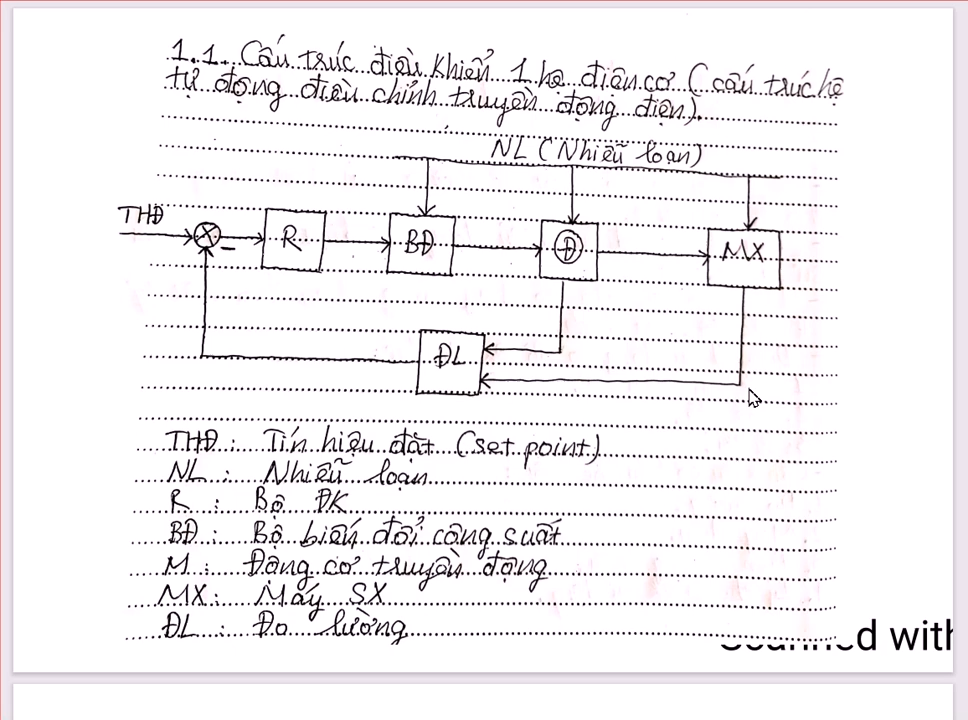 1.1. Cấu trúc điều khiển 1 hệ điện cơ (cấu trúc hệ
tự động điều chỉnh truyền động điện).
NL (Nhiễu loạn)
THĐ
R
BĐ
Đ
MX
ĐL
THĐ: Tín hiệu đặt (set point)
NL: Nhiễu loạn
R: Bộ ĐK
BĐ: Bộ biến đổi công suất
M: Động cơ truyền động
MX: Máy SX
ĐL: Đo lường